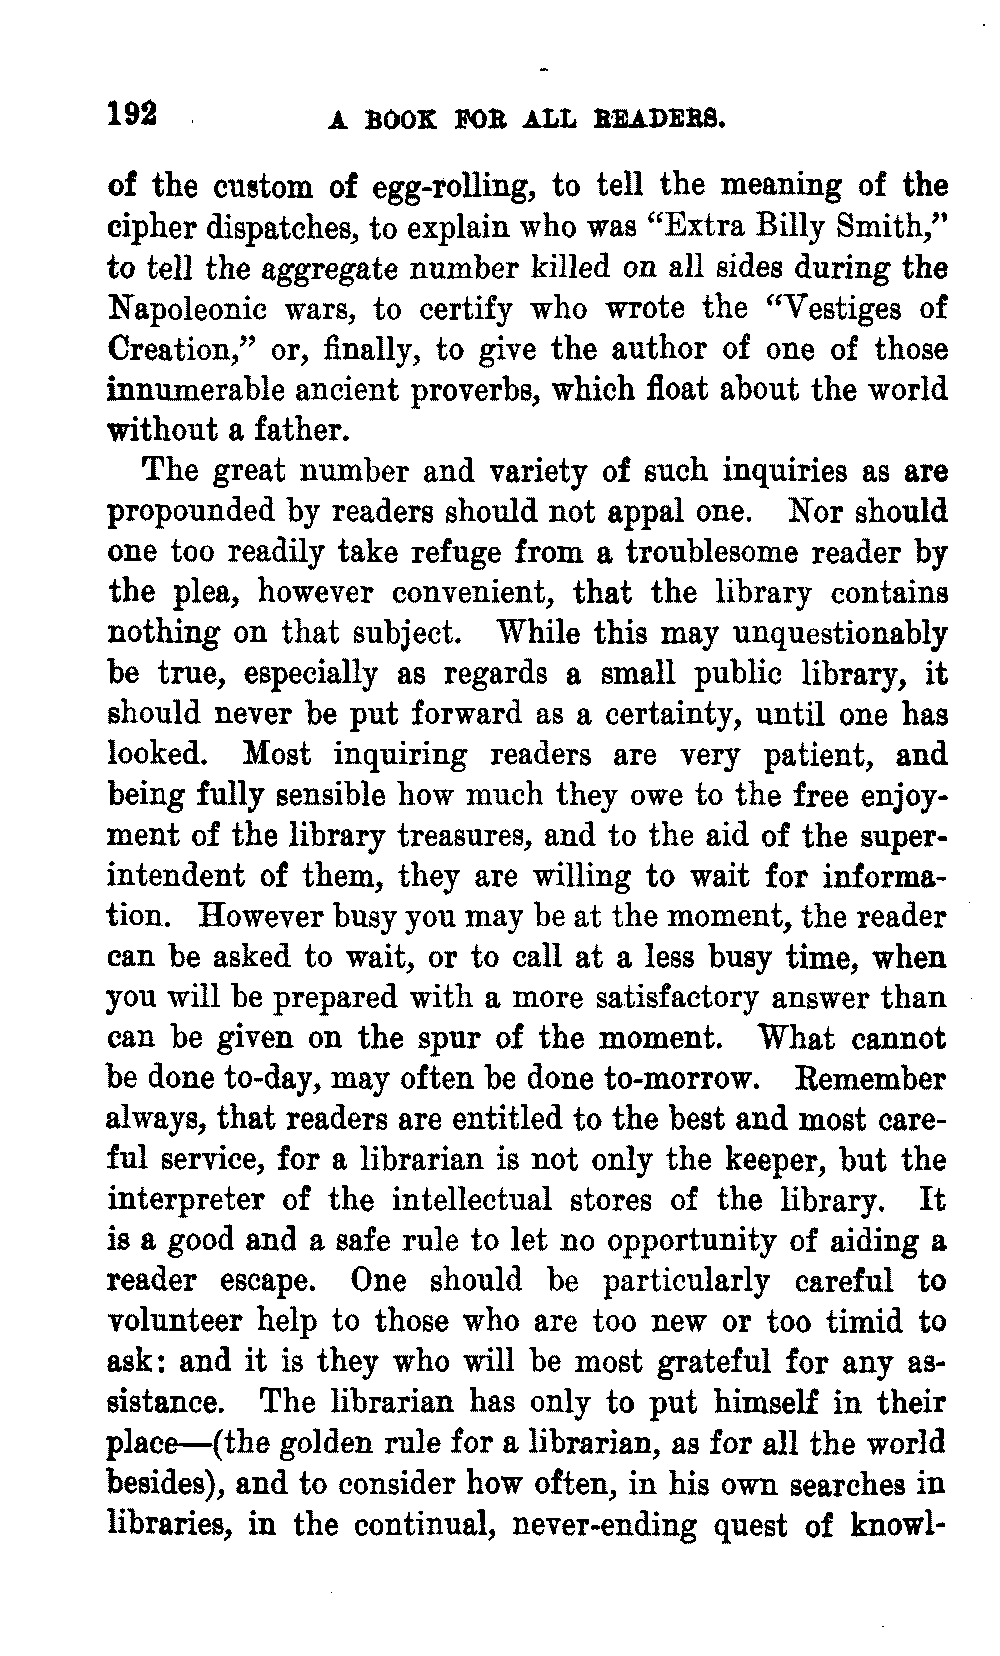 192 A BOOK FOR ALL READERS.
of the custom of egg-rolling, to tell the meaning of the
cipher dispatches, to explain who was “Extra Billy Smith,”
to tell the aggregate number killed on all sides during the
Napoleonic wars, to certify who wrote the “Vestiges of
Creation,” or, finally, to give the author of one of those
innumerable ancient proverbs, which float about the world
without a father.
The great number and variety of such inquiries as are
propounded by readers should not appal one. Nor should
one too readily take refuge from a troublesome reader by
the plea, however convenient, that the library contains
nothing on that subject. While this may unquestionably
be true, especially as regards a small public library, it
should never be put forward as a certainty, until one has
looked. Most inquiring readers are very patient, and
being fully sensible how much they owe to the free enjoy-
ment of the library treasures, and to the aid of the super-
intendent of them, they are willing to wait for informa-
tion. However busy you may be at the moment, the reader
can be asked to wait, or to call at a less busy time, when
you will be prepared with a more satisfactory answer than
can be given on the spur of the moment. What cannot
be done to-day, may often be done to-morrow. Remember
always, that readers are entitled to the best and most care-
ful service, for a librarian is not only the keeper, but the
interpreter of the intellectual stores of the library. It
is a good and a safe rule to let no opportunity of aiding a
reader escape. One should be particularly careful to
volunteer help to those who are too new or too timid to
ask: and it is they who will be most grateful for any as-
sistance. The librarian has only to put himself in their
place—(the golden rule for a librarian, as for all the world
besides), and to consider how often, in his own searches in
libraries, in the continual, never-ending quest of knowl-